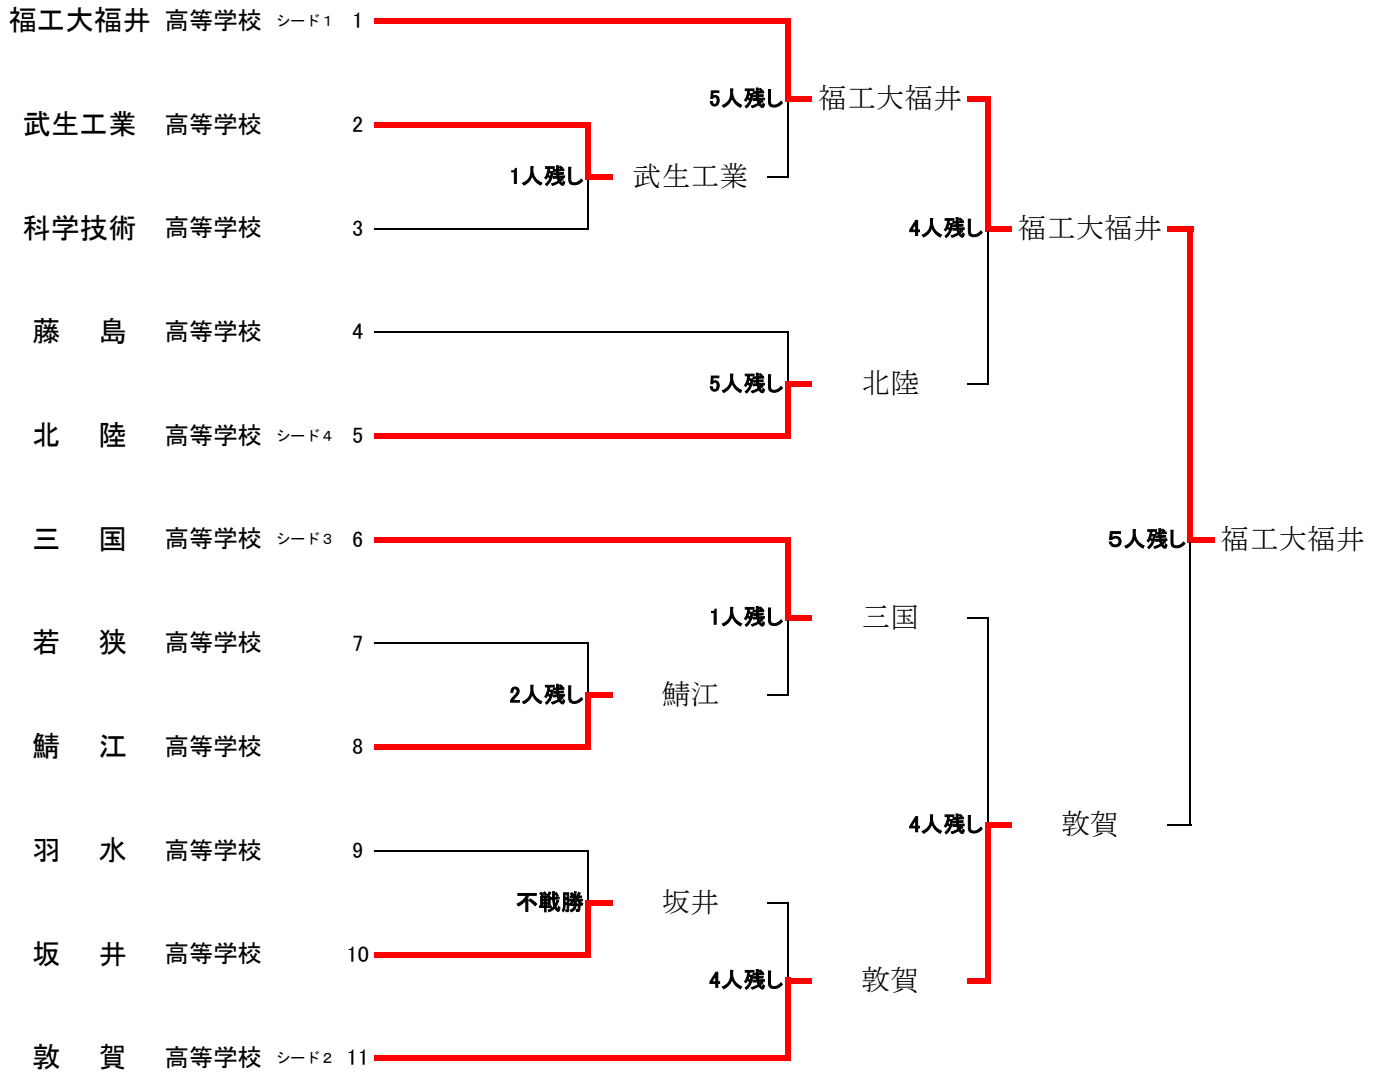 福工大福井 高等学校 シード1 1
5人残し 福工大福井
武生工業 高等学校 2
1人残し 武生工業
科学技術 高等学校 3
4人残し 福工大福井
藤島 高等学校 4
5人残し 北陸
北陸 高等学校 シード4 5
三国 高等学校 シード3 6
5人残し 福工大福井
1人残し 三国
若狭 高等学校 7
2人残し 鯖江
鯖江 高等学校 8
4人残し 敦賀
羽水 高等学校 9
不戦勝 坂井
坂井 高等学校 10
4人残し 敦賀
敦賀 高等学校 シード2 11